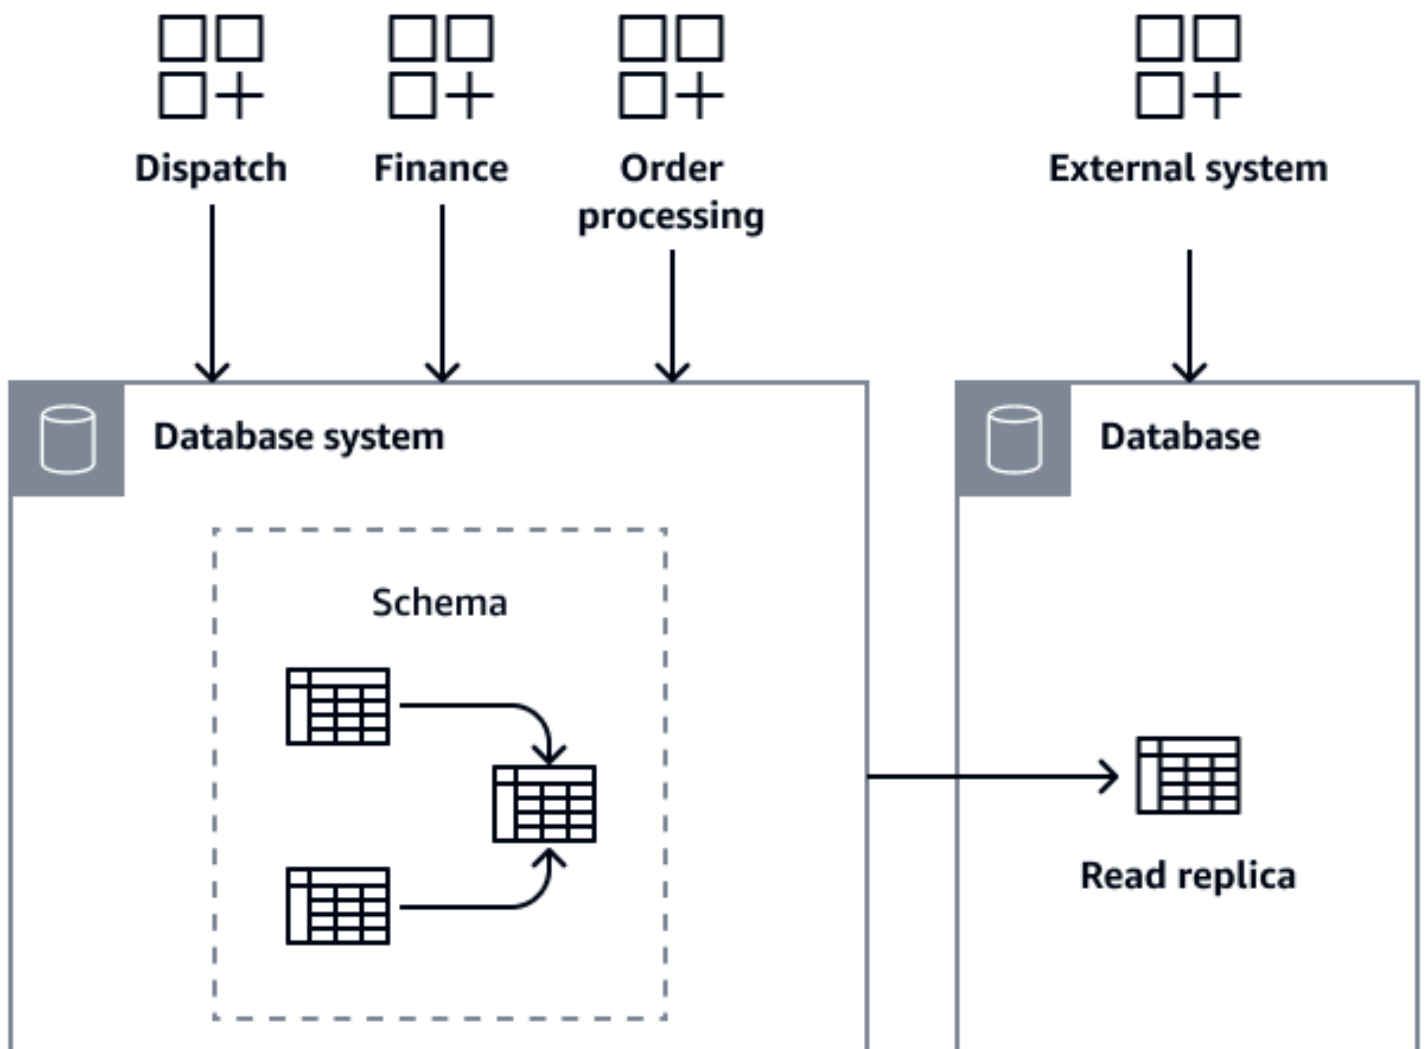 Dispatch
Finance
Order
processing
External system
Database system
Database
Schema
Read replica